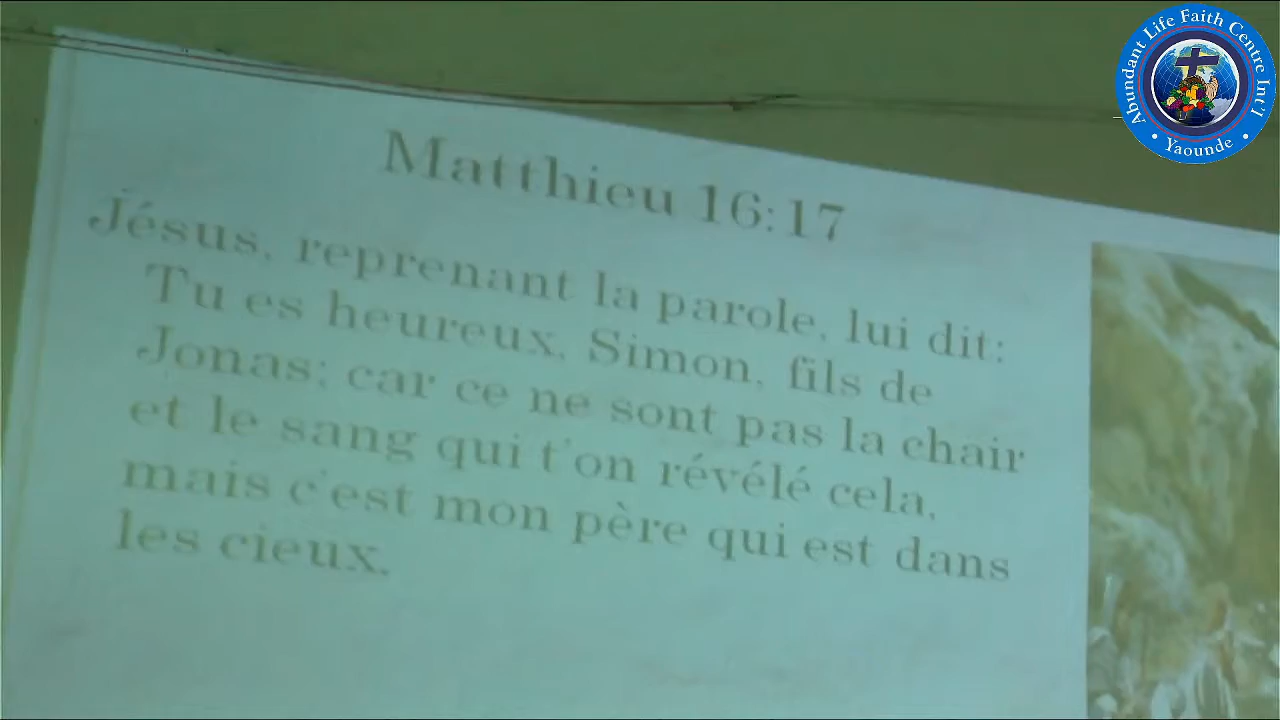 Abundant Life Faith Centre Int'l
• Yaounde •
Matthieu 16:17
Jésus, reprenant la parole, lui dit:
Tu es heureux, Simon, fils de
Jonas; car ce ne sont pas la chair
et le sang qui t'on révélé cela,
mais c'est mon père qui est dans
les cieux.